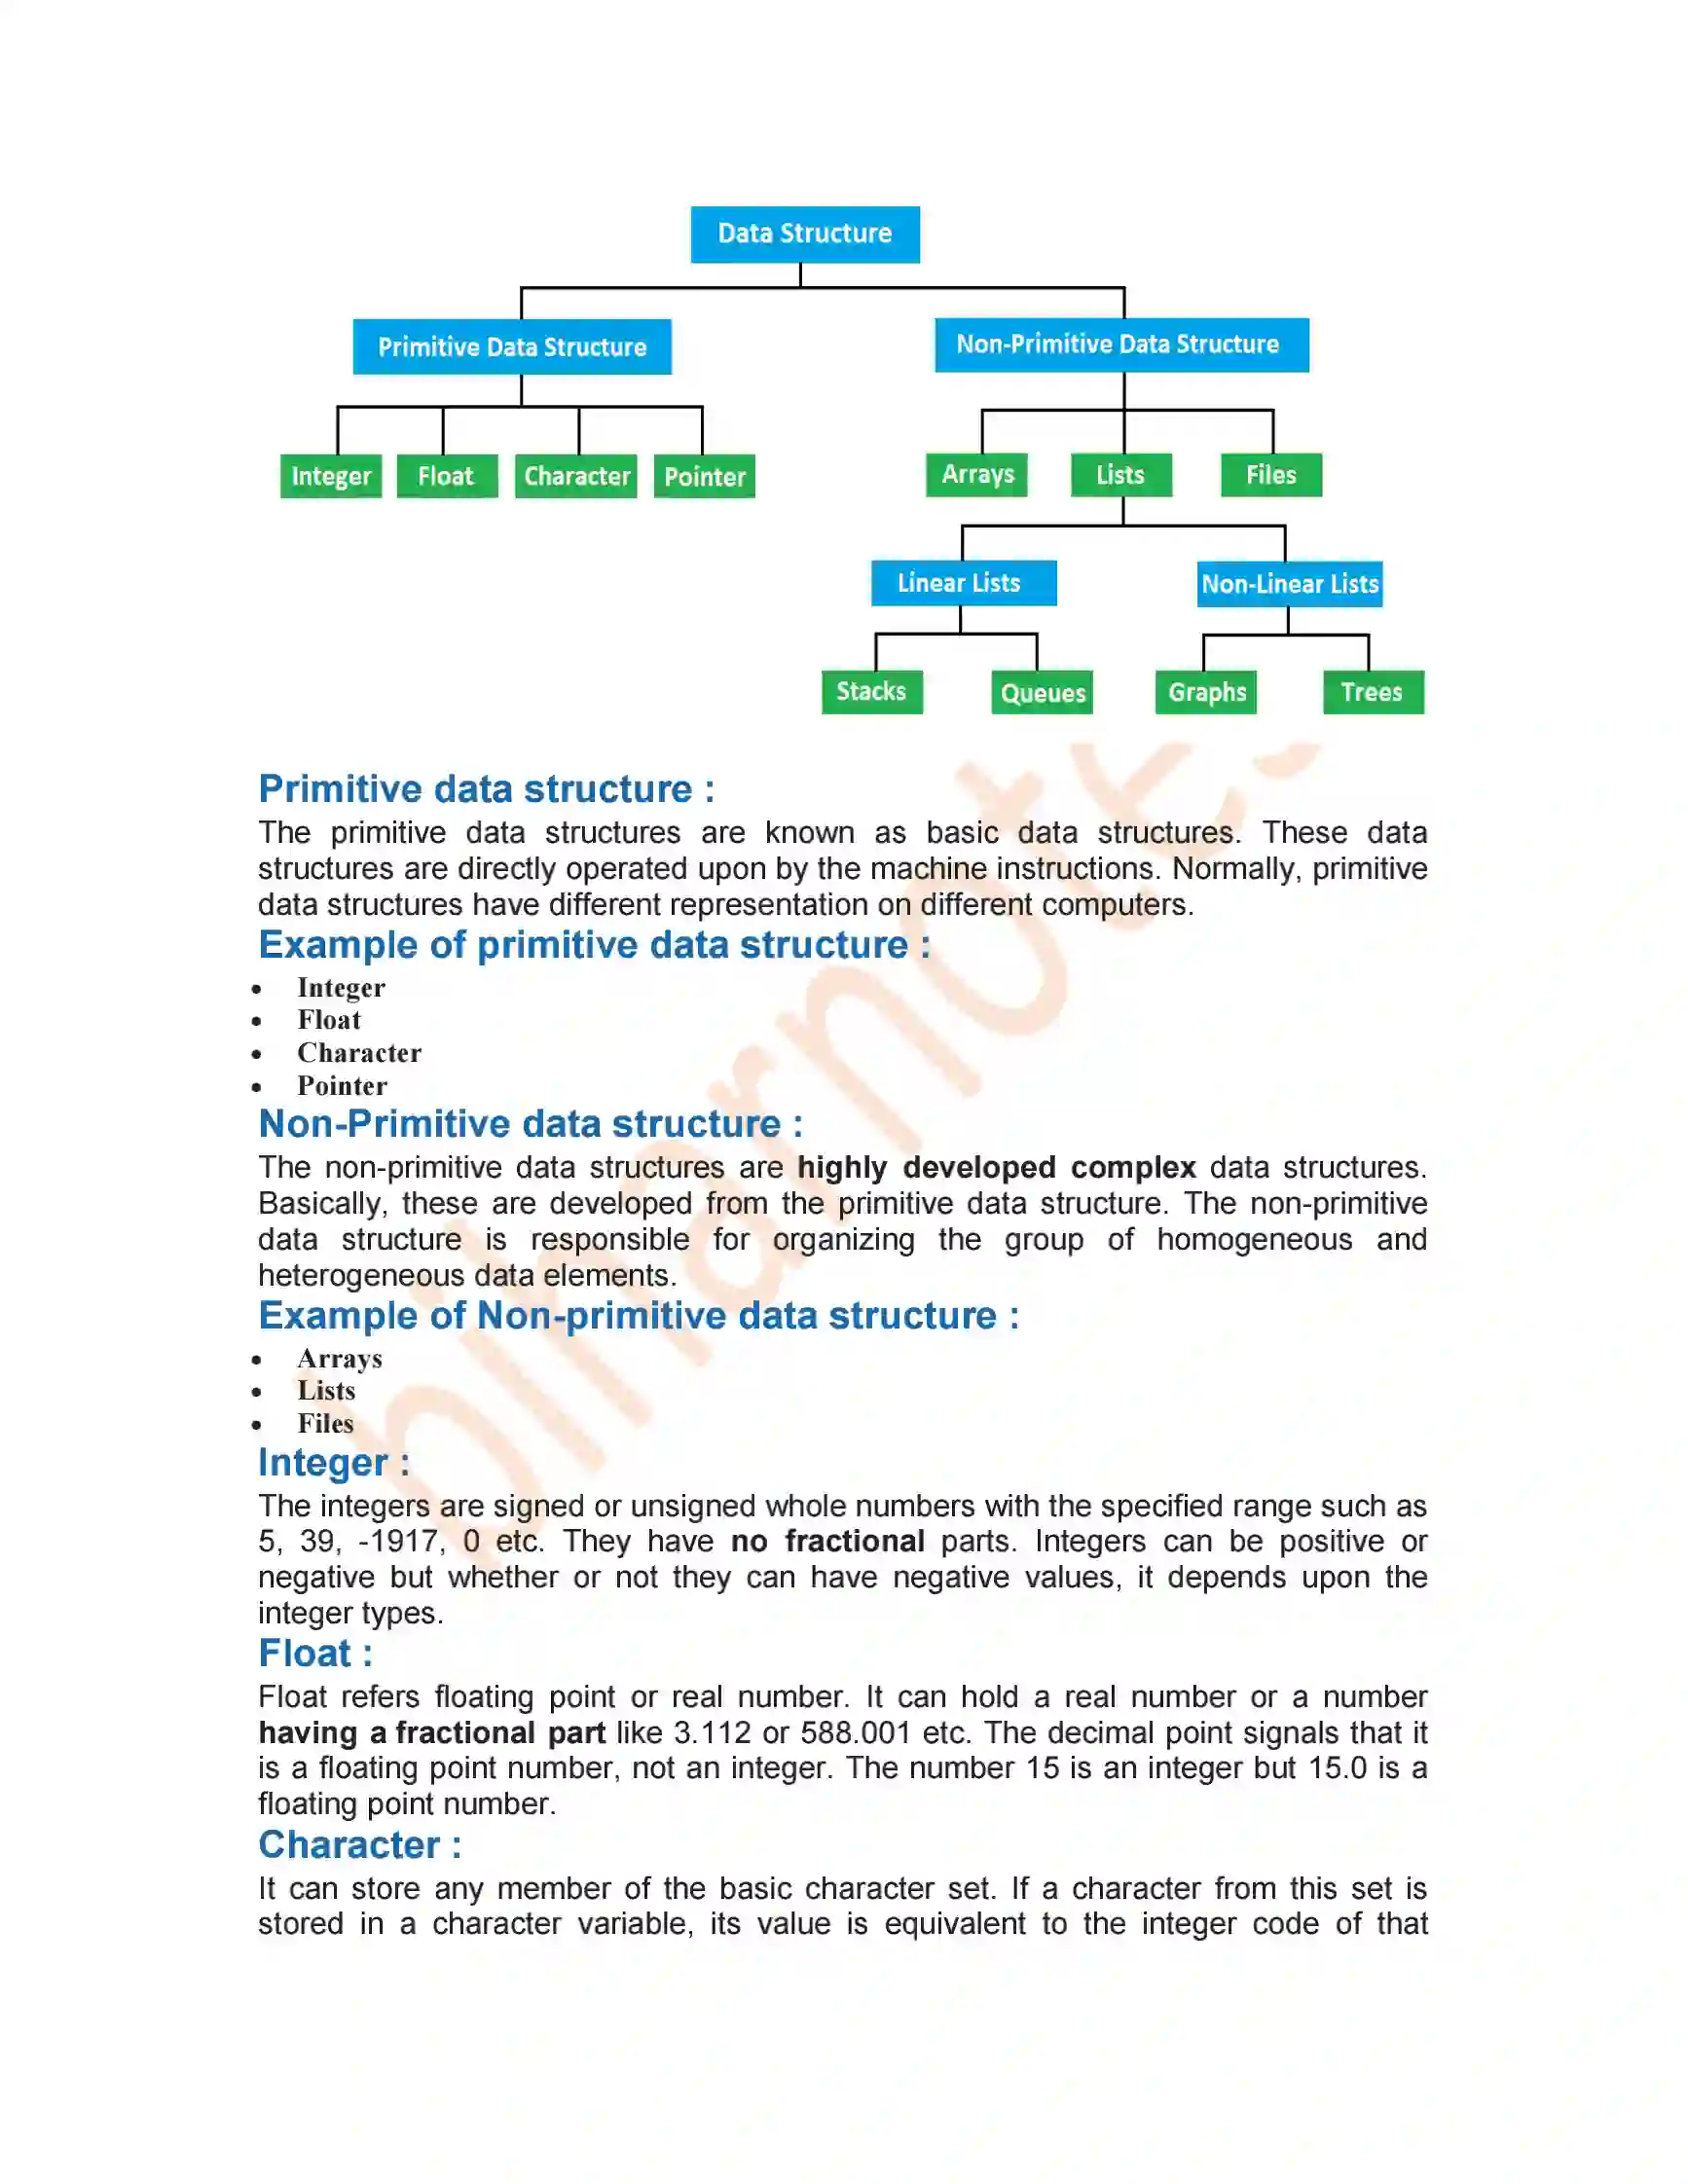 Data Structure
Primitive Data Structure
Non-Primitive Data Structure
Integer Float Character Pointer
Arrays Lists Files
Linear Lists Non-Linear Lists
Stacks Queues Graphs Trees
Primitive data structure :
The primitive data structures are known as basic data structures. These data
structures are directly operated upon by the machine instructions. Normally, primitive
data structures have different representation on different computers.
Example of primitive data structure :
• Integer
• Float
• Character
• Pointer
Non-Primitive data structure :
The non-primitive data structures are highly developed complex data structures.
Basically, these are developed from the primitive data structure. The non-primitive
data structure is responsible for organizing the group of homogeneous and
heterogeneous data elements.
Example of Non-primitive data structure :
• Arrays
• Lists
• Files
Integer :
The integers are signed or unsigned whole numbers with the specified range such as
5, 39, -1917, 0 etc. They have no fractional parts. Integers can be positive or
negative but whether or not they can have negative values, it depends upon the
integer types.
Float :
Float refers floating point or real number. It can hold a real number or a number
having a fractional part like 3.112 or 588.001 etc. The decimal point signals that it
is a floating point number, not an integer. The number 15 is an integer but 15.0 is a
floating point number.
Character :
It can store any member of the basic character set. If a character from this set is
stored in a character variable, its value is equivalent to the integer code of that
biharnotes